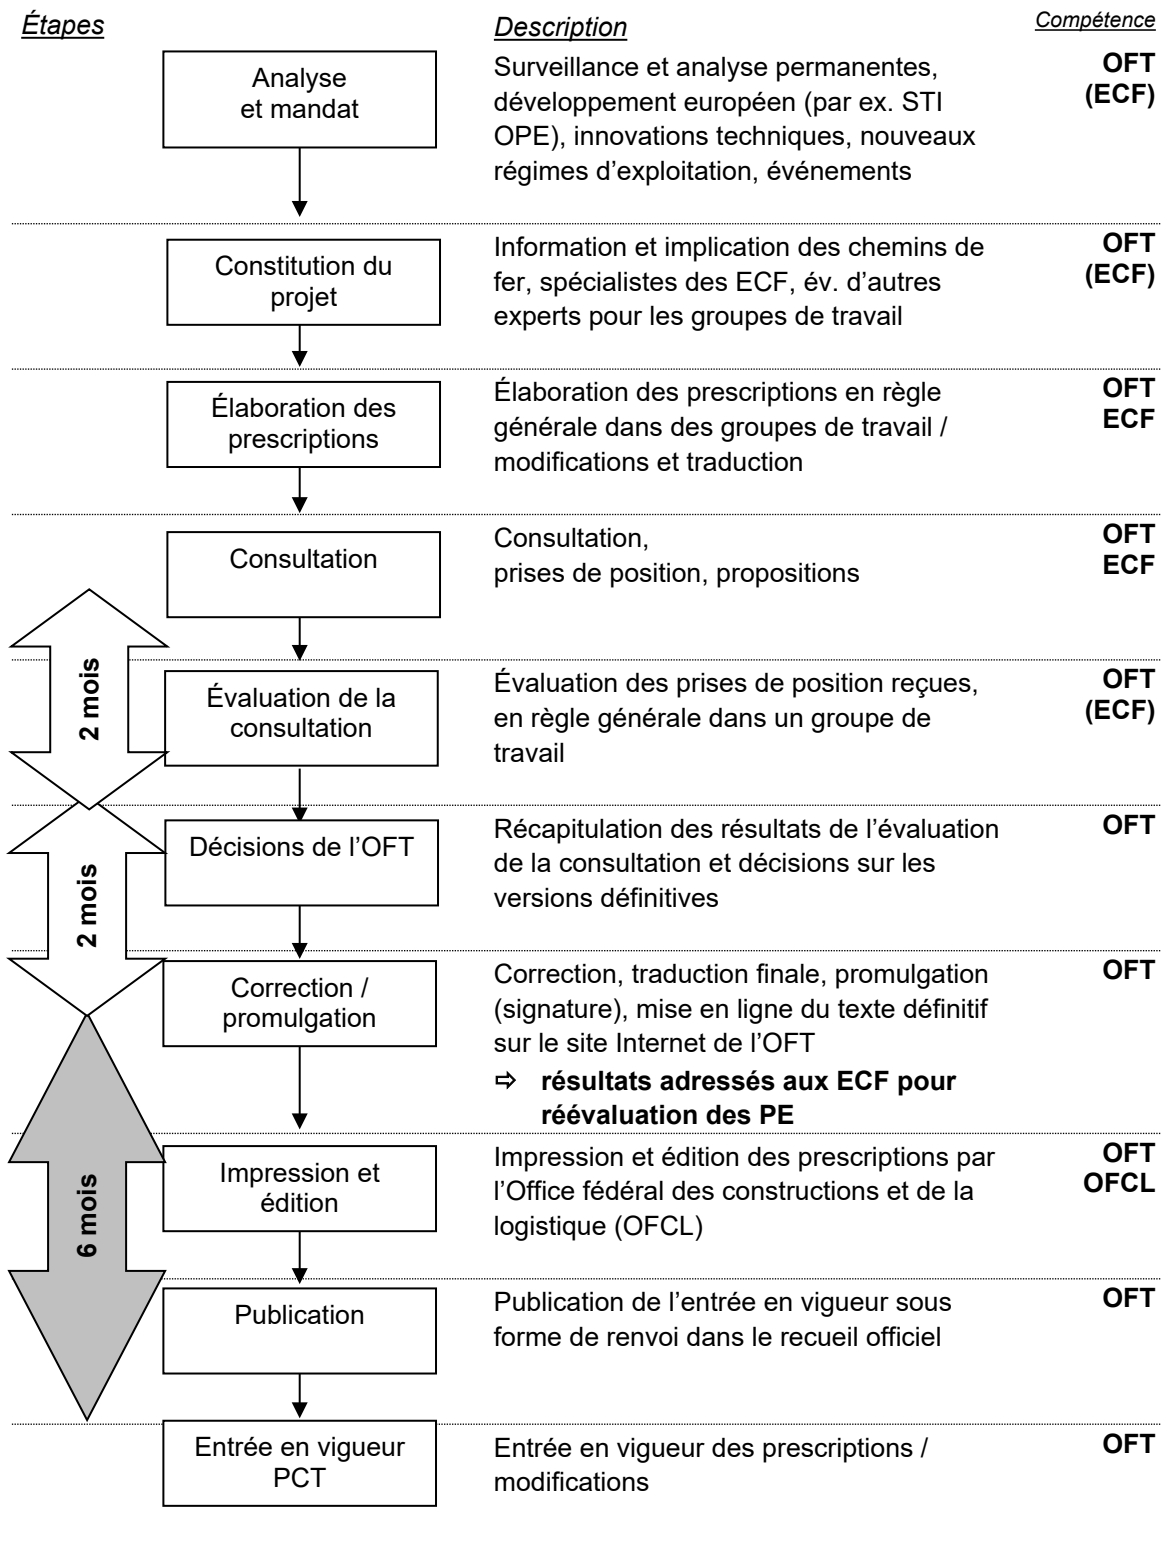 Étapes
Description
Compétence
Analyse
et mandat
Surveillance et analyse permanentes,
développement européen (par ex. STI
OPE), innovations techniques, nouveaux
régimes d’exploitation, événements
OFT
(ECF)
Constitution du
projet
Information et implication des chemins de
fer, spécialistes des ECF, év. d’autres
experts pour les groupes de travail
OFT
(ECF)
Élaboration des
prescriptions
Élaboration des prescriptions en règle
générale dans des groupes de travail /
modifications et traduction
OFT
ECF
Consultation
Consultation,
prises de position, propositions
OFT
ECF
2 mois
Évaluation de la
consultation
Évaluation des prises de position reçues,
en règle générale dans un groupe de
travail
OFT
(ECF)
2 mois
Décisions de l’OFT
Récapitulation des résultats de l’évaluation
de la consultation et décisions sur les
versions définitives
OFT
Correction /
promulgation
Correction, traduction finale, promulgation
(signature), mise en ligne du texte définitif
sur le site Internet de l’OFT
⇨ résultats adressés aux ECF pour
réévaluation des PE
OFT
6 mois
Impression et
édition
Impression et édition des prescriptions par
l’Office fédéral des constructions et de la
logistique (OFCL)
OFT
OFCL
Publication
Publication de l’entrée en vigueur sous
forme de renvoi dans le recueil officiel
OFT
Entrée en vigueur
PCT
Entrée en vigueur des prescriptions /
modifications
OFT